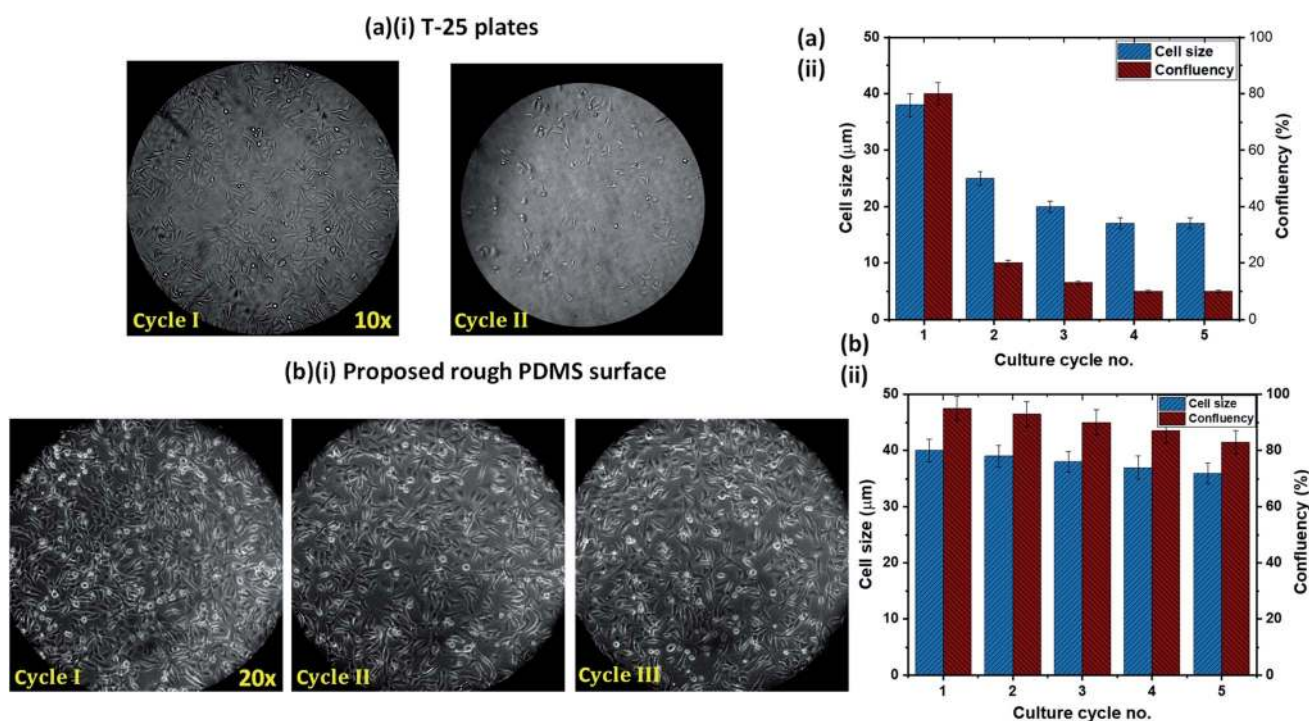 (a)(i) T-25 plates
Cycle I
10x
Cycle II
(a)
(ii)
Cell size
Confluency
Cell size (μm)
50
40
30
20
10
0
Confluency (%)
100
80
60
40
20
0
1 2 3 4 5
Culture cycle no.
(b)(i) Proposed rough PDMS surface
Cycle I
20x
Cycle II
Cycle III
(b)
(ii)
Cell size
Confluency
Cell size (μm)
50
40
30
20
10
0
Confluency (%)
100
80
60
40
20
0
1 2 3 4 5
Culture cycle no.